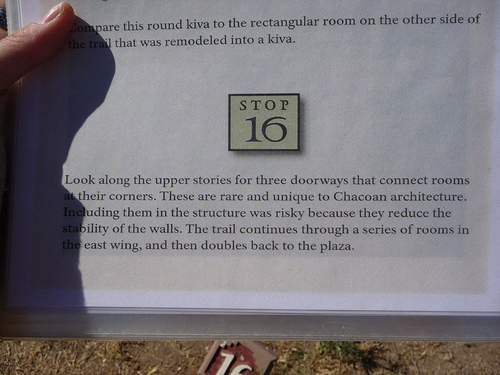 Compare this round kiva to the rectangular room on the other side of
the trail that was remodeled into a kiva.
STOP
16
Look along the upper stories for three doorways that connect rooms
at their corners. These are rare and unique to Chacoan architecture.
Including them in the structure was risky because they reduce the
stability of the walls. The trail continues through a series of rooms in
the east wing, and then doubles back to the plaza.
16